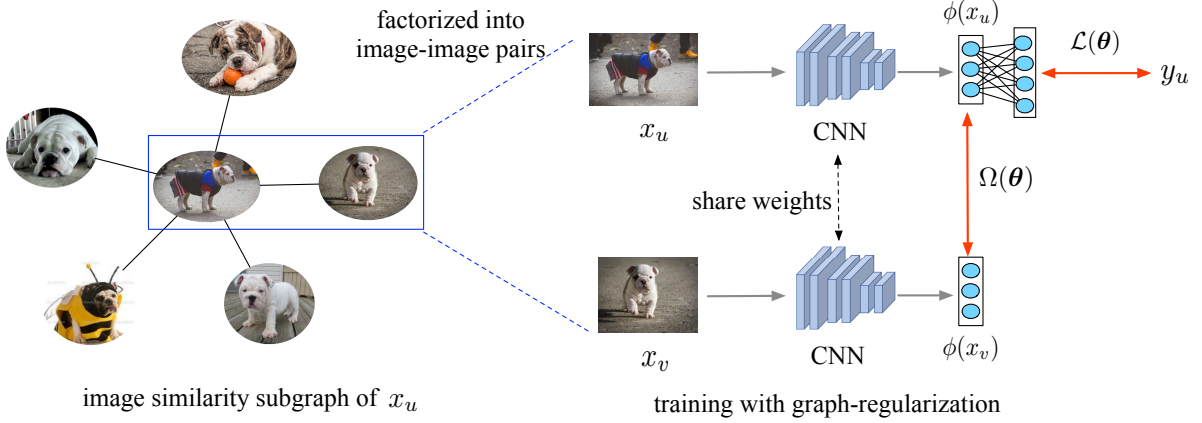 factorized into
image-image pairs
image similarity subgraph of x_u
ϕ(x_u)
𝓛(θ)
y_u
x_u
CNN
share weights
Ω(θ)
x_v
CNN
ϕ(x_v)
training with graph-regularization